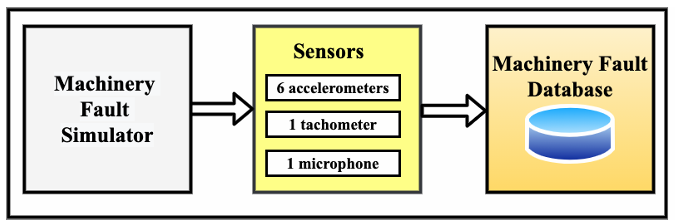 Machinery
Fault
Simulator
Sensors
6 accelerometers
1 tachometer
1 microphone
Machinery Fault
Database